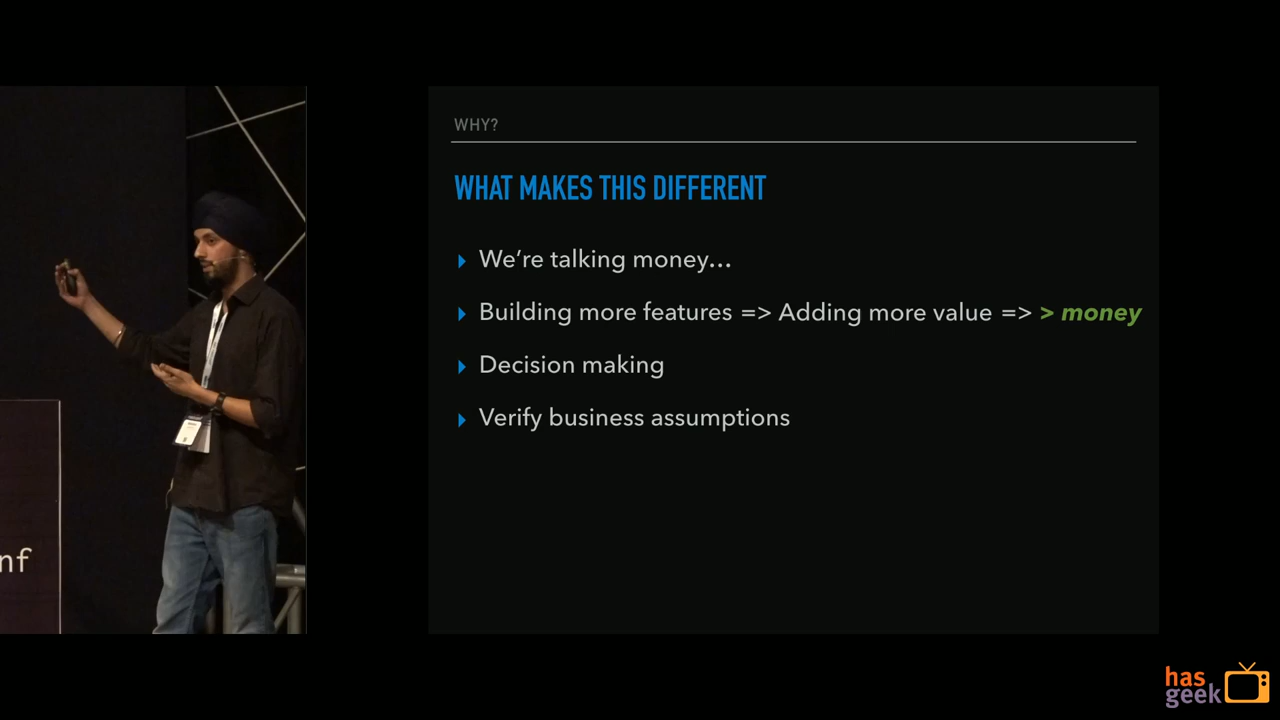 WHY?
WHAT MAKES THIS DIFFERENT
We're talking money…
Building more features => Adding more value => > money
Decision making
Verify business assumptions
nf
has
geek